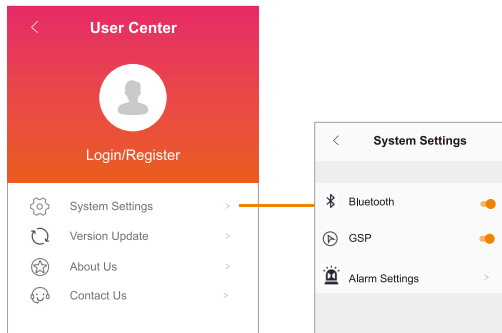 User Center
Login/Register
System Settings
Version Update
About Us
Contact Us
System Settings
Bluetooth
GSP
Alarm Settings